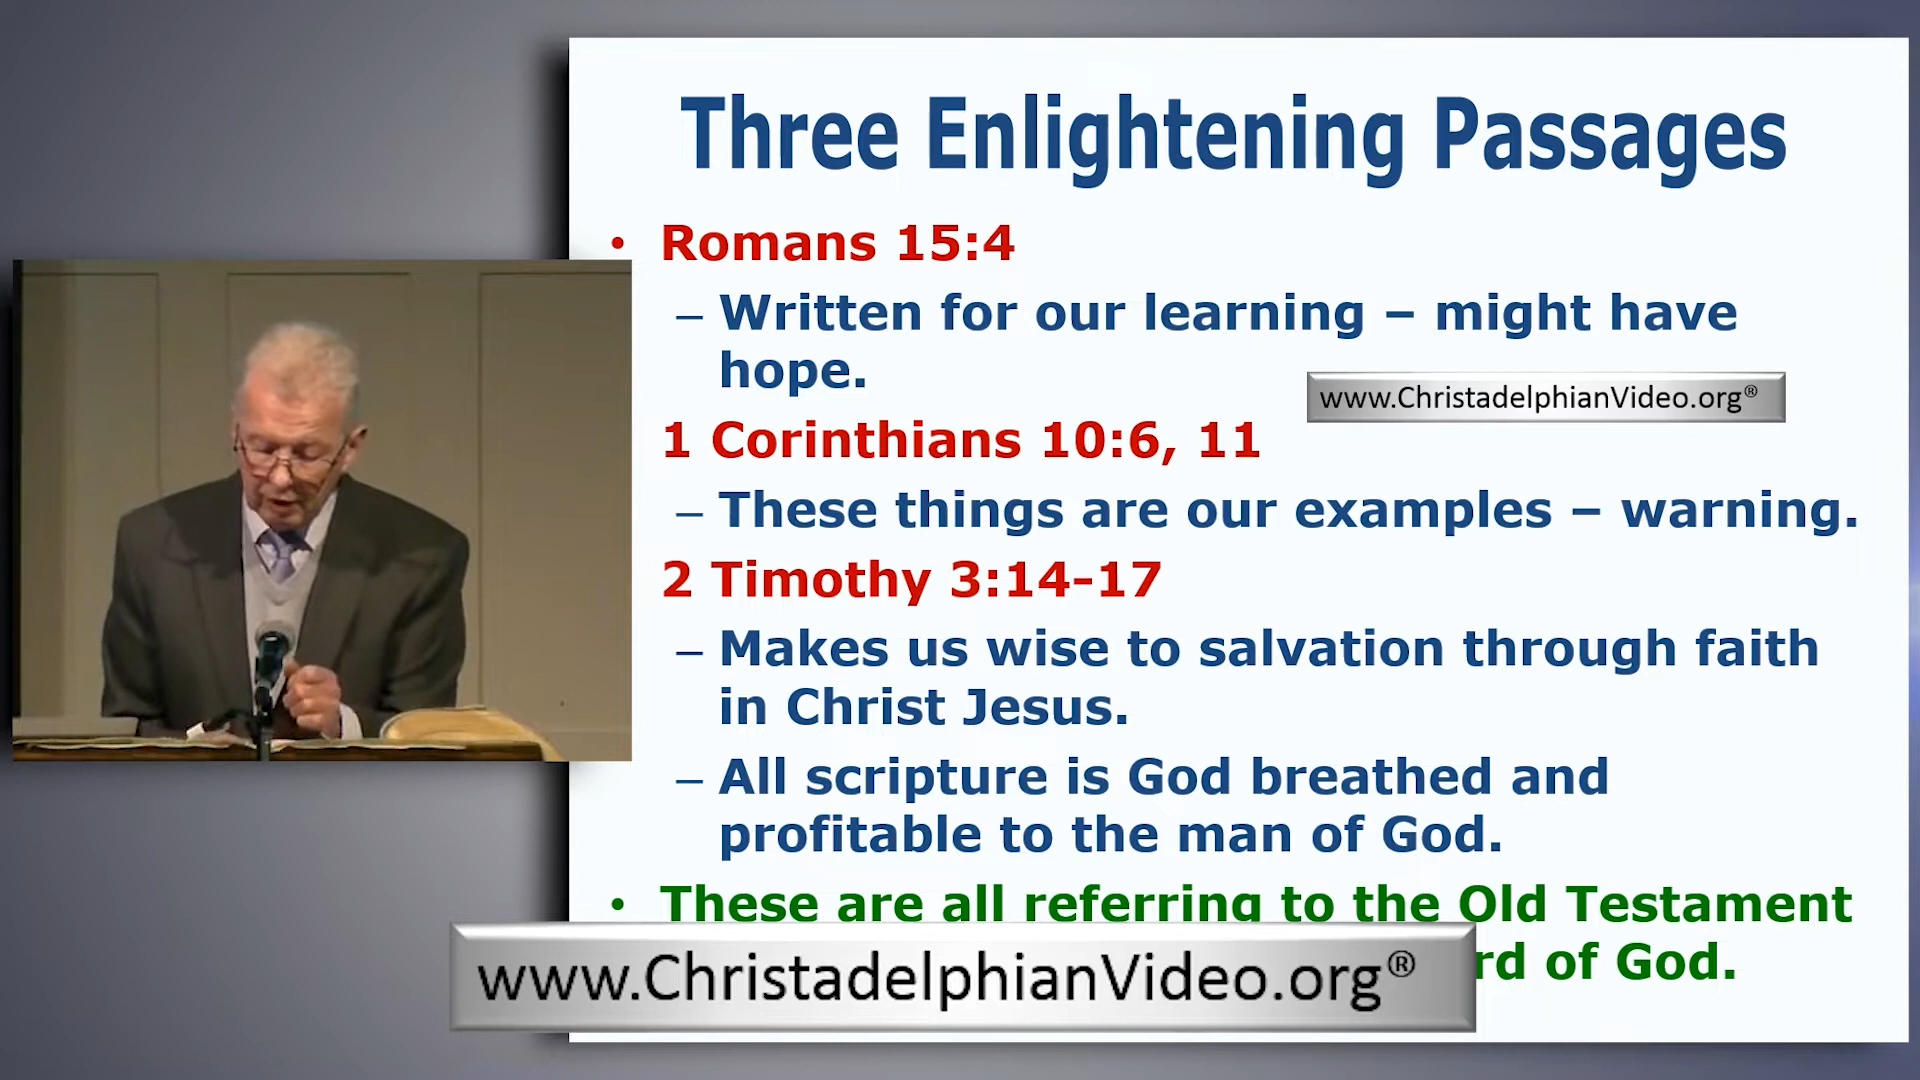 Three Enlightening Passages
• Romans 15:4
– Written for our learning – might have
hope.
www.ChristadelphianVideo.org®
1 Corinthians 10:6, 11
– These things are our examples – warning.
2 Timothy 3:14-17
– Makes us wise to salvation through faith
in Christ Jesus.
– All scripture is God breathed and
profitable to the man of God.
• These are all referring to the Old Testament
rd of God.
www.ChristadelphianVideo.org®